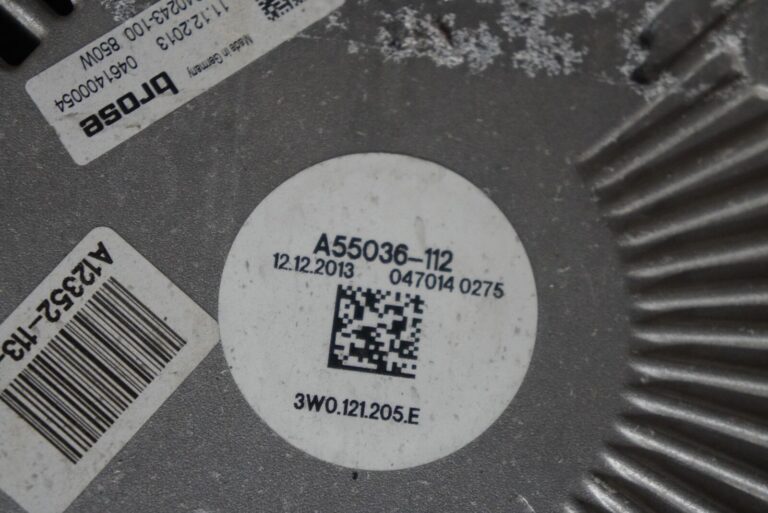 brose
0461400054
11.12.2013
Made in Germany
850W
A55036-112
12.12.2013 047014 0275
3W0.121.205.E
A12352-113-